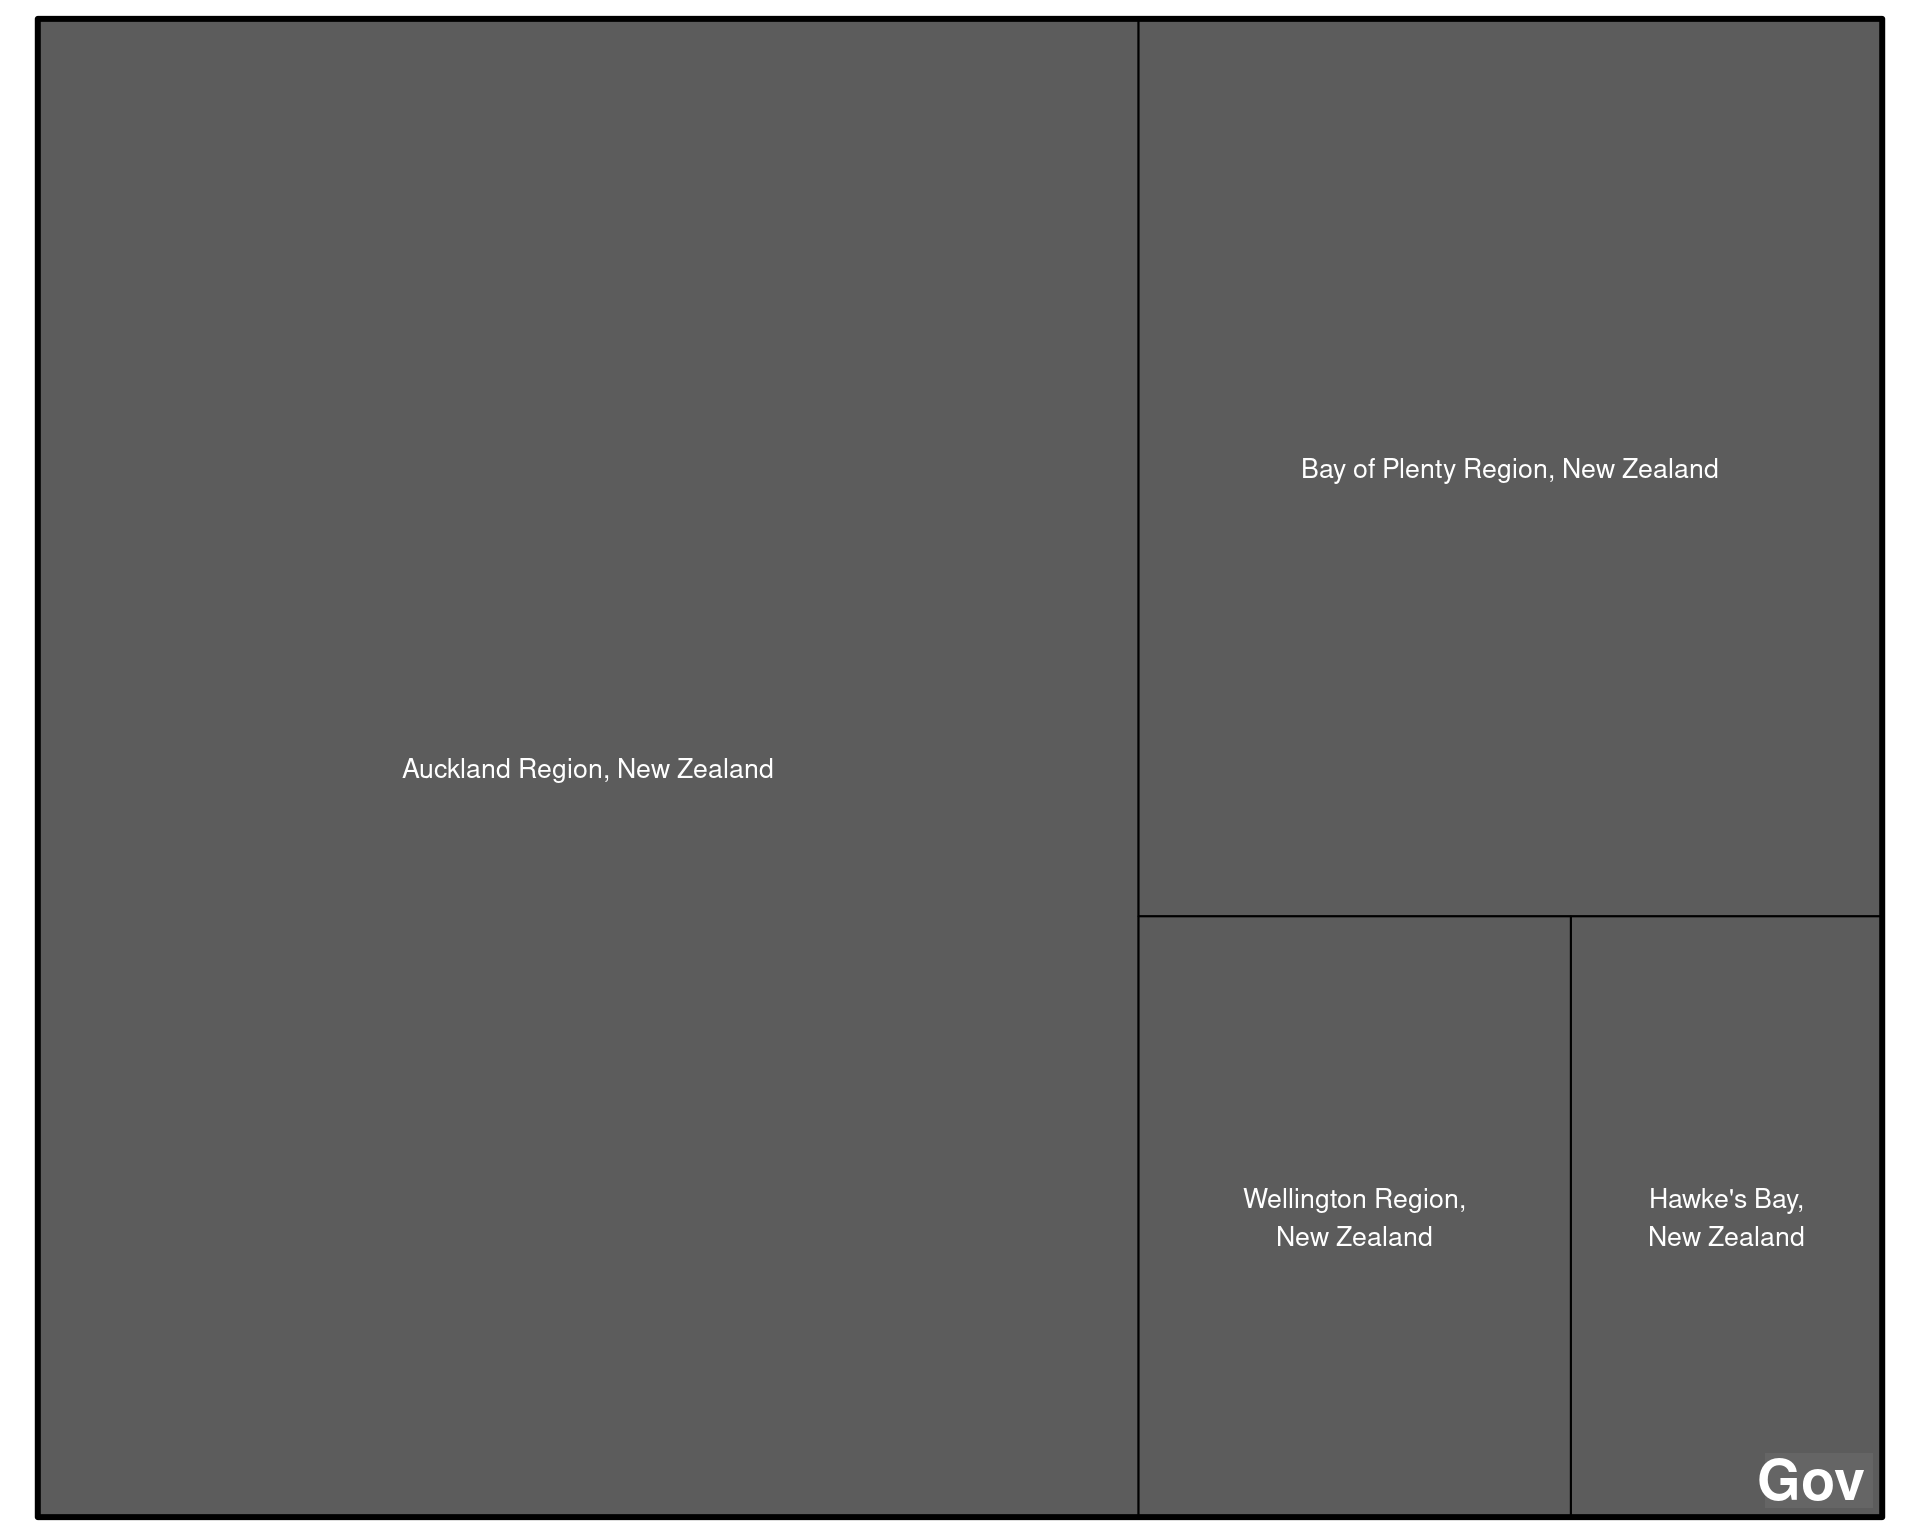 Auckland Region, New Zealand
Bay of Plenty Region, New Zealand
Wellington Region,
New Zealand
Hawke's Bay,
New Zealand
Gov